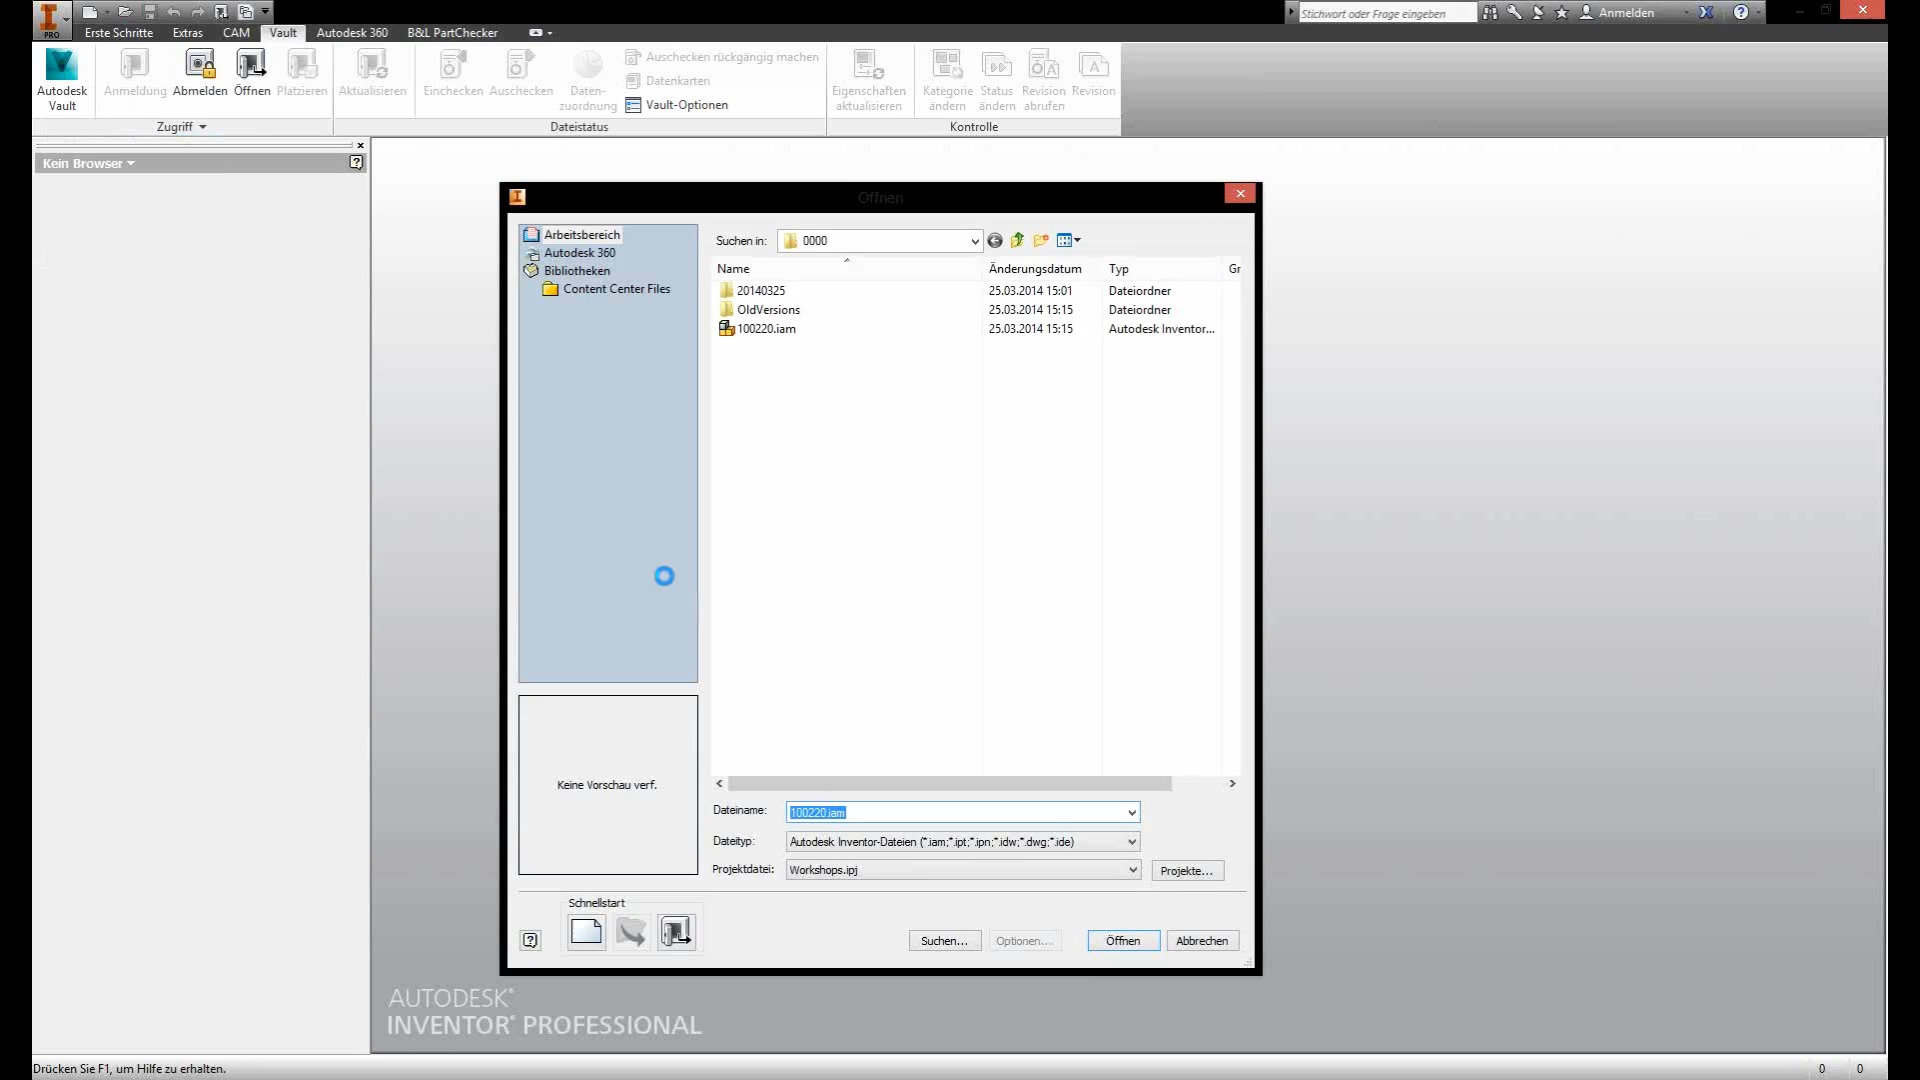 PRO
Stichwort oder Frage eingeben
Anmelden
Erste Schritte Extras CAM Vault Autodesk 360 B&L PartChecker
Autodesk Vault
Anmeldung Abmelden Öffnen Platzieren
Aktualisieren
Einchecken Auschecken
Daten-
zuordnung
Auschecken rückgängig machen
Datenkarten
Vault-Optionen
Eigenschaften
aktualisieren
Kategorie
ändern
Status
ändern
Revision
abrufen
Revision
Zugriff
Dateistatus
Kontrolle
Kein Browser
Öffnen
Arbeitsbereich
Autodesk 360
Bibliotheken
Content Center Files
Suchen in: 0000
Name Änderungsdatum Typ Gr
20140325 25.03.2014 15:01 Dateiordner
OldVersions 25.03.2014 15:15 Dateiordner
100220.iam 25.03.2014 15:15 Autodesk Inventor...
Keine Vorschau verf.
Dateiname: 100220.iam
Dateityp: Autodesk Inventor-Dateien (*.iam;*.ipt;*.ipn;*.idw;*.dwg;*.ide)
Projektdatei: Workshops.ipj Projekte...
Schnellstart
Suchen... Optionen... Öffnen Abbrechen
AUTODESK®
INVENTOR® PROFESSIONAL
Drücken Sie F1, um Hilfe zu erhalten. 0 0